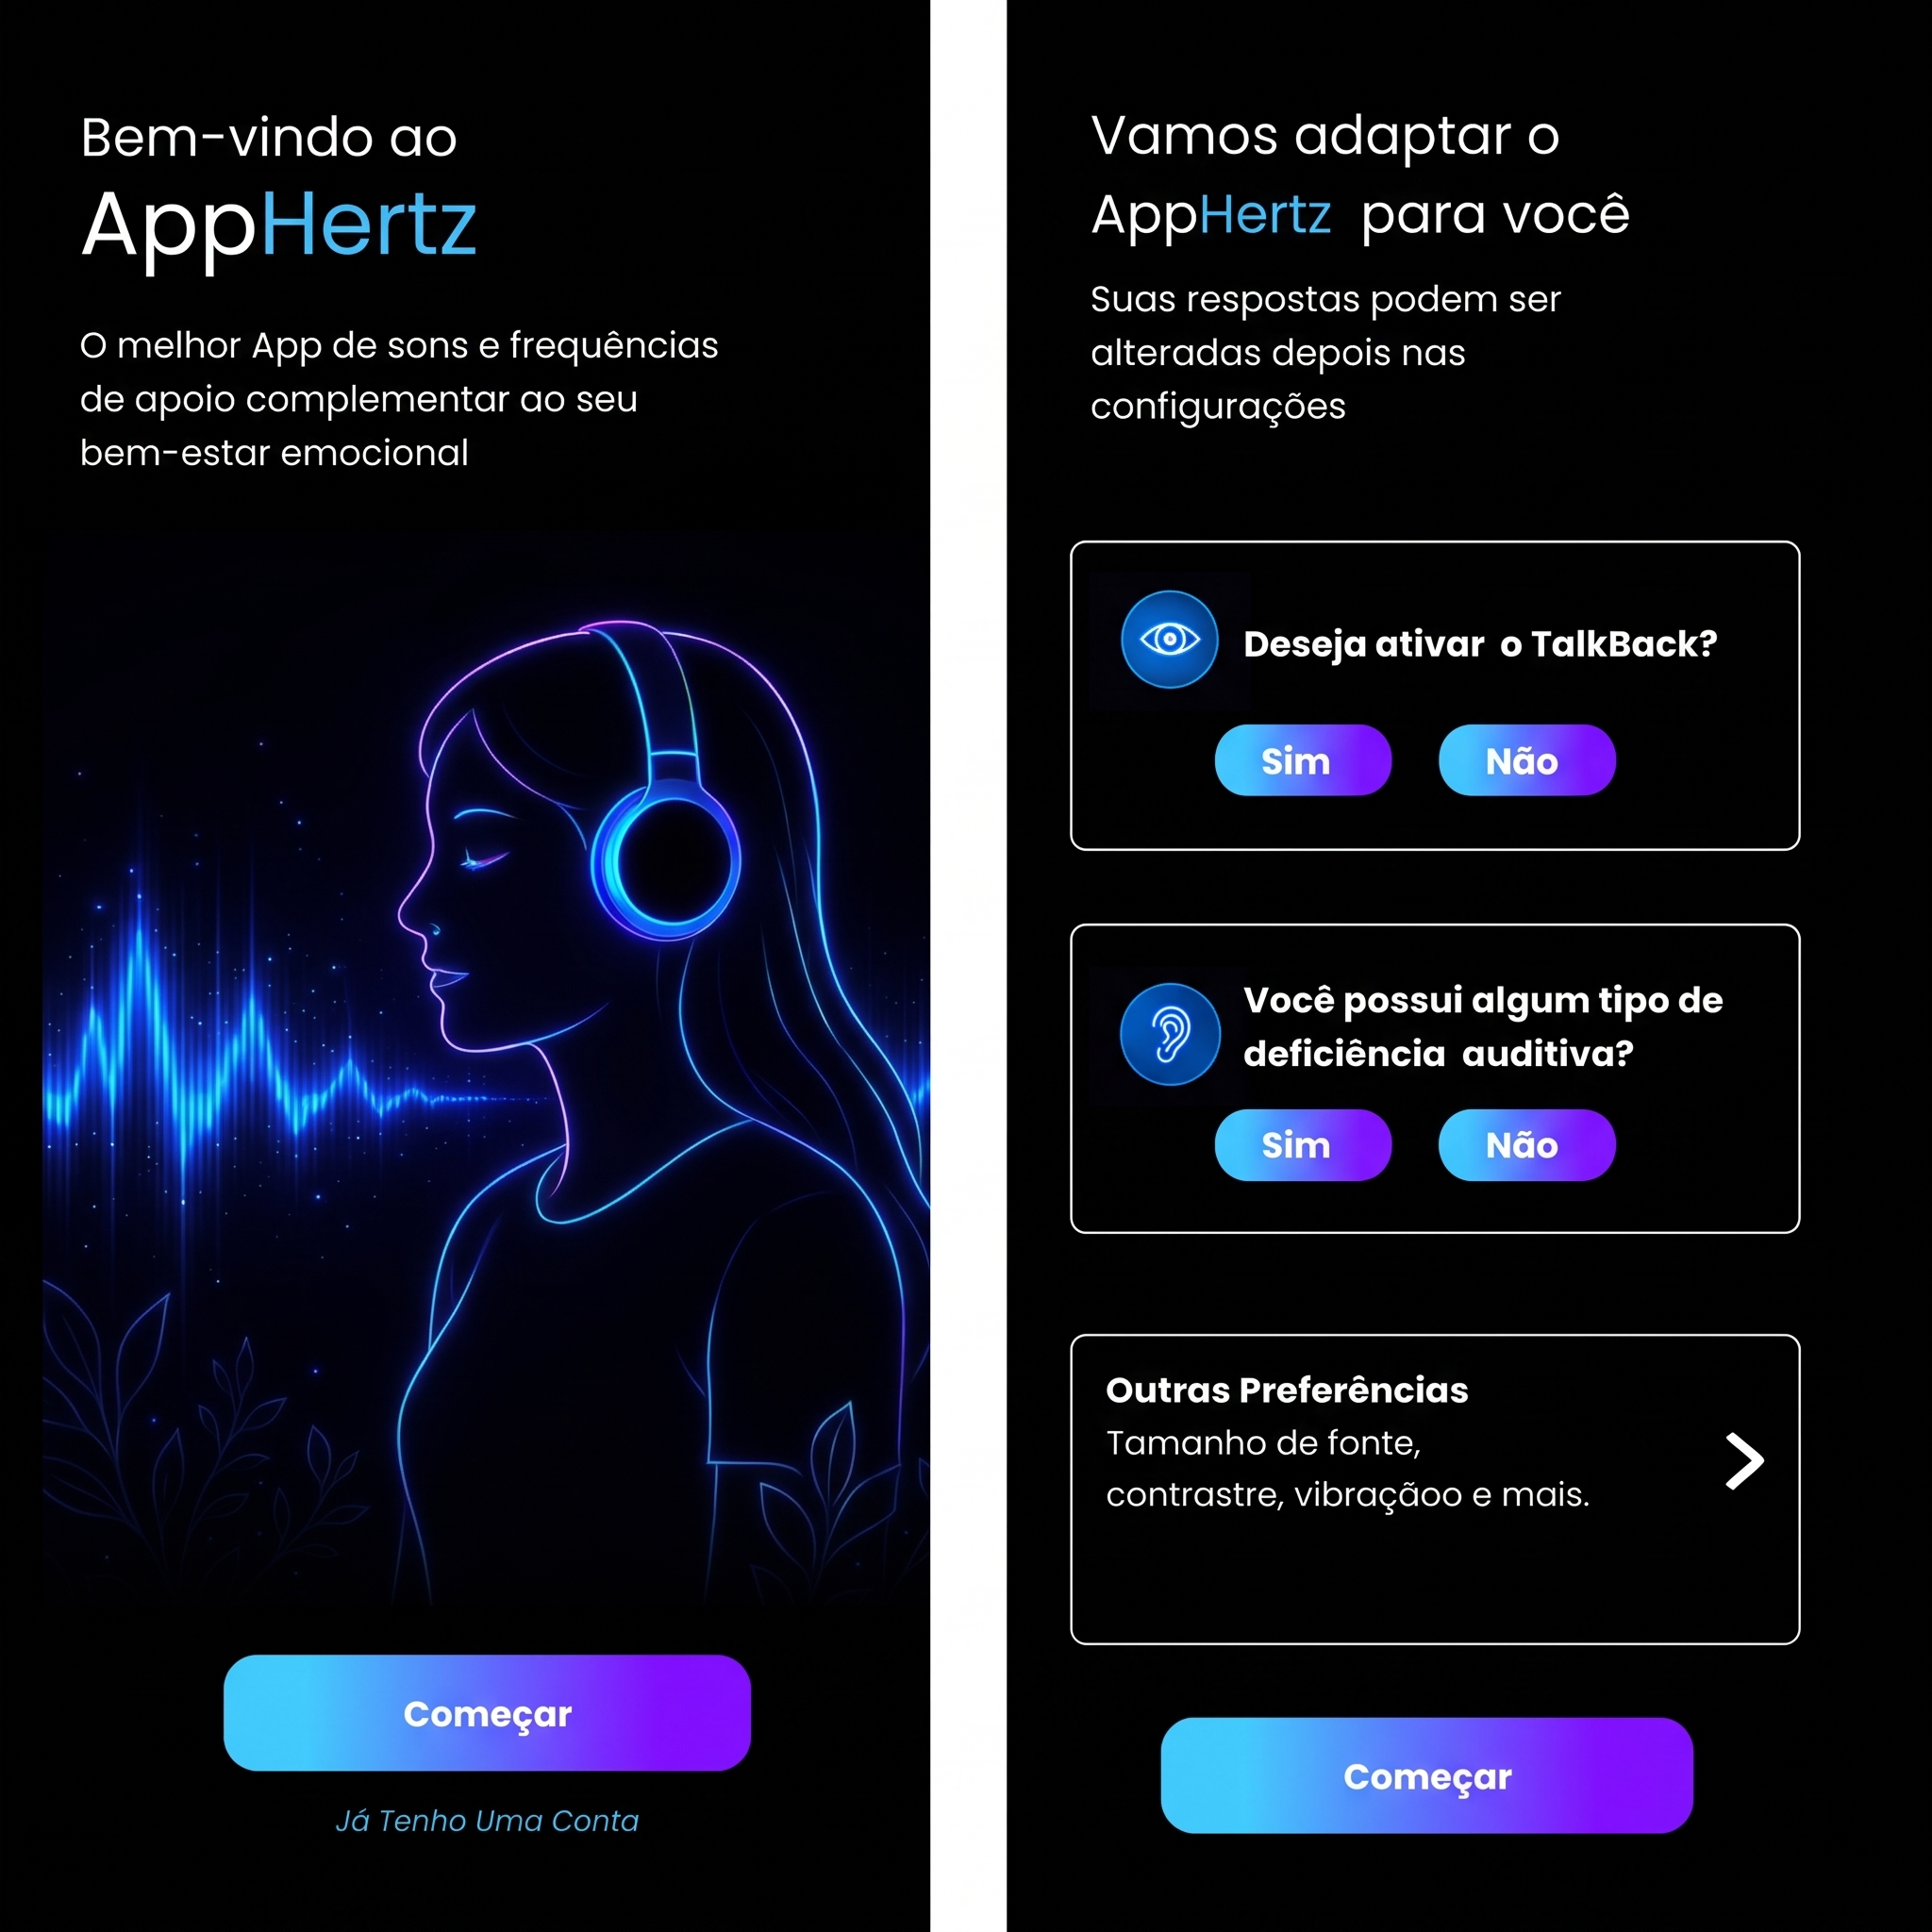 Bem-vindo ao
AppHertz
O melhor App de sons e frequências
de apoio complementar ao seu
bem-estar emocional
Começar
Já Tenho Uma Conta
Vamos adaptar o
AppHertz para você
Suas respostas podem ser
alteradas depois nas
configurações
Deseja ativar o TalkBack?
Sim Não
Você possui algum tipo de
deficiência auditiva?
Sim Não
Outras Preferências
Tamanho de fonte,
contrastre, vibraçãoo e mais.
Começar